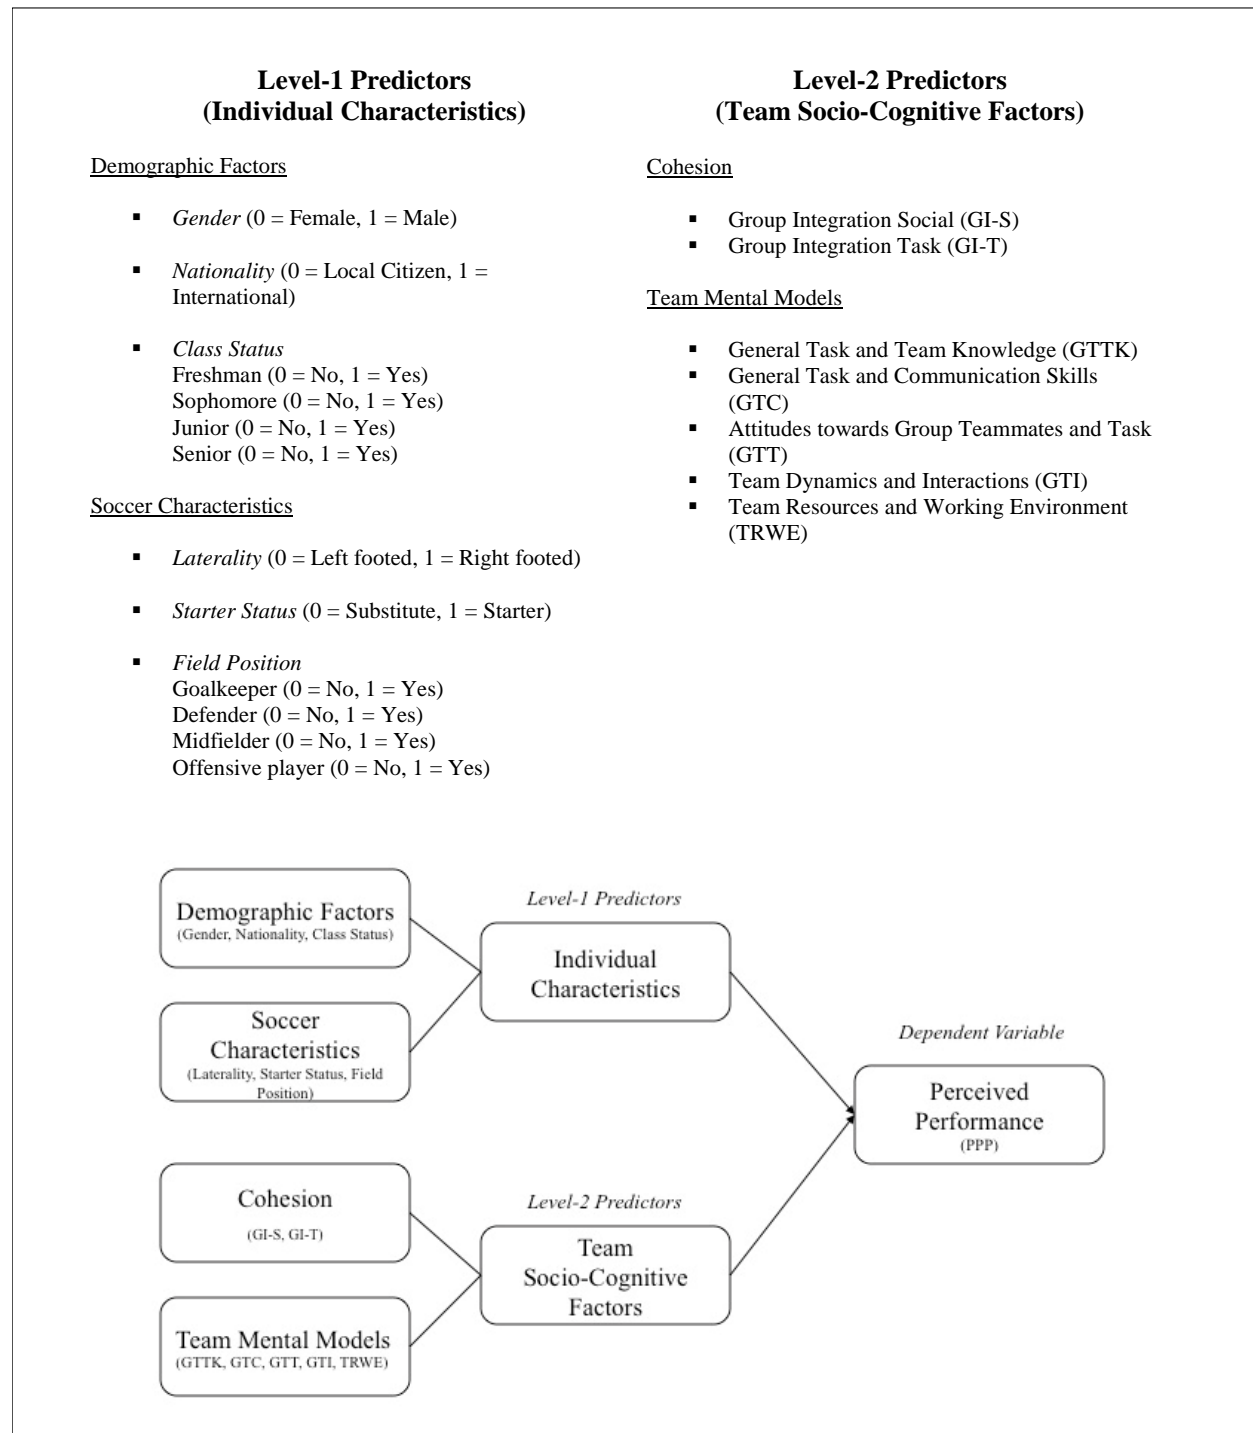 Level-1 Predictors
(Individual Characteristics)
Demographic Factors
▪ Gender (0 = Female, 1 = Male)
▪ Nationality (0 = Local Citizen, 1 =
International)
▪ Class Status
Freshman (0 = No, 1 = Yes)
Sophomore (0 = No, 1 = Yes)
Junior (0 = No, 1 = Yes)
Senior (0 = No, 1 = Yes)
Soccer Characteristics
▪ Laterality (0 = Left footed, 1 = Right footed)
▪ Starter Status (0 = Substitute, 1 = Starter)
▪ Field Position
Goalkeeper (0 = No, 1 = Yes)
Defender (0 = No, 1 = Yes)
Midfielder (0 = No, 1 = Yes)
Offensive player (0 = No, 1 = Yes)
Level-2 Predictors
(Team Socio-Cognitive Factors)
Cohesion
▪ Group Integration Social (GI-S)
▪ Group Integration Task (GI-T)
Team Mental Models
▪ General Task and Team Knowledge (GTTK)
▪ General Task and Communication Skills
(GTC)
▪ Attitudes towards Group Teammates and Task
(GTT)
▪ Team Dynamics and Interactions (GTI)
▪ Team Resources and Working Environment
(TRWE)
Demographic Factors
(Gender, Nationality, Class Status)
Soccer
Characteristics
(Laterality, Starter Status, Field
Position)
Level-1 Predictors
Individual
Characteristics
Cohesion
(GI-S, GI-T)
Team Mental Models
(GTTK, GTC, GTT, GTI, TRWE)
Level-2 Predictors
Team
Socio-Cognitive
Factors
Dependent Variable
Perceived
Performance
(PPP)